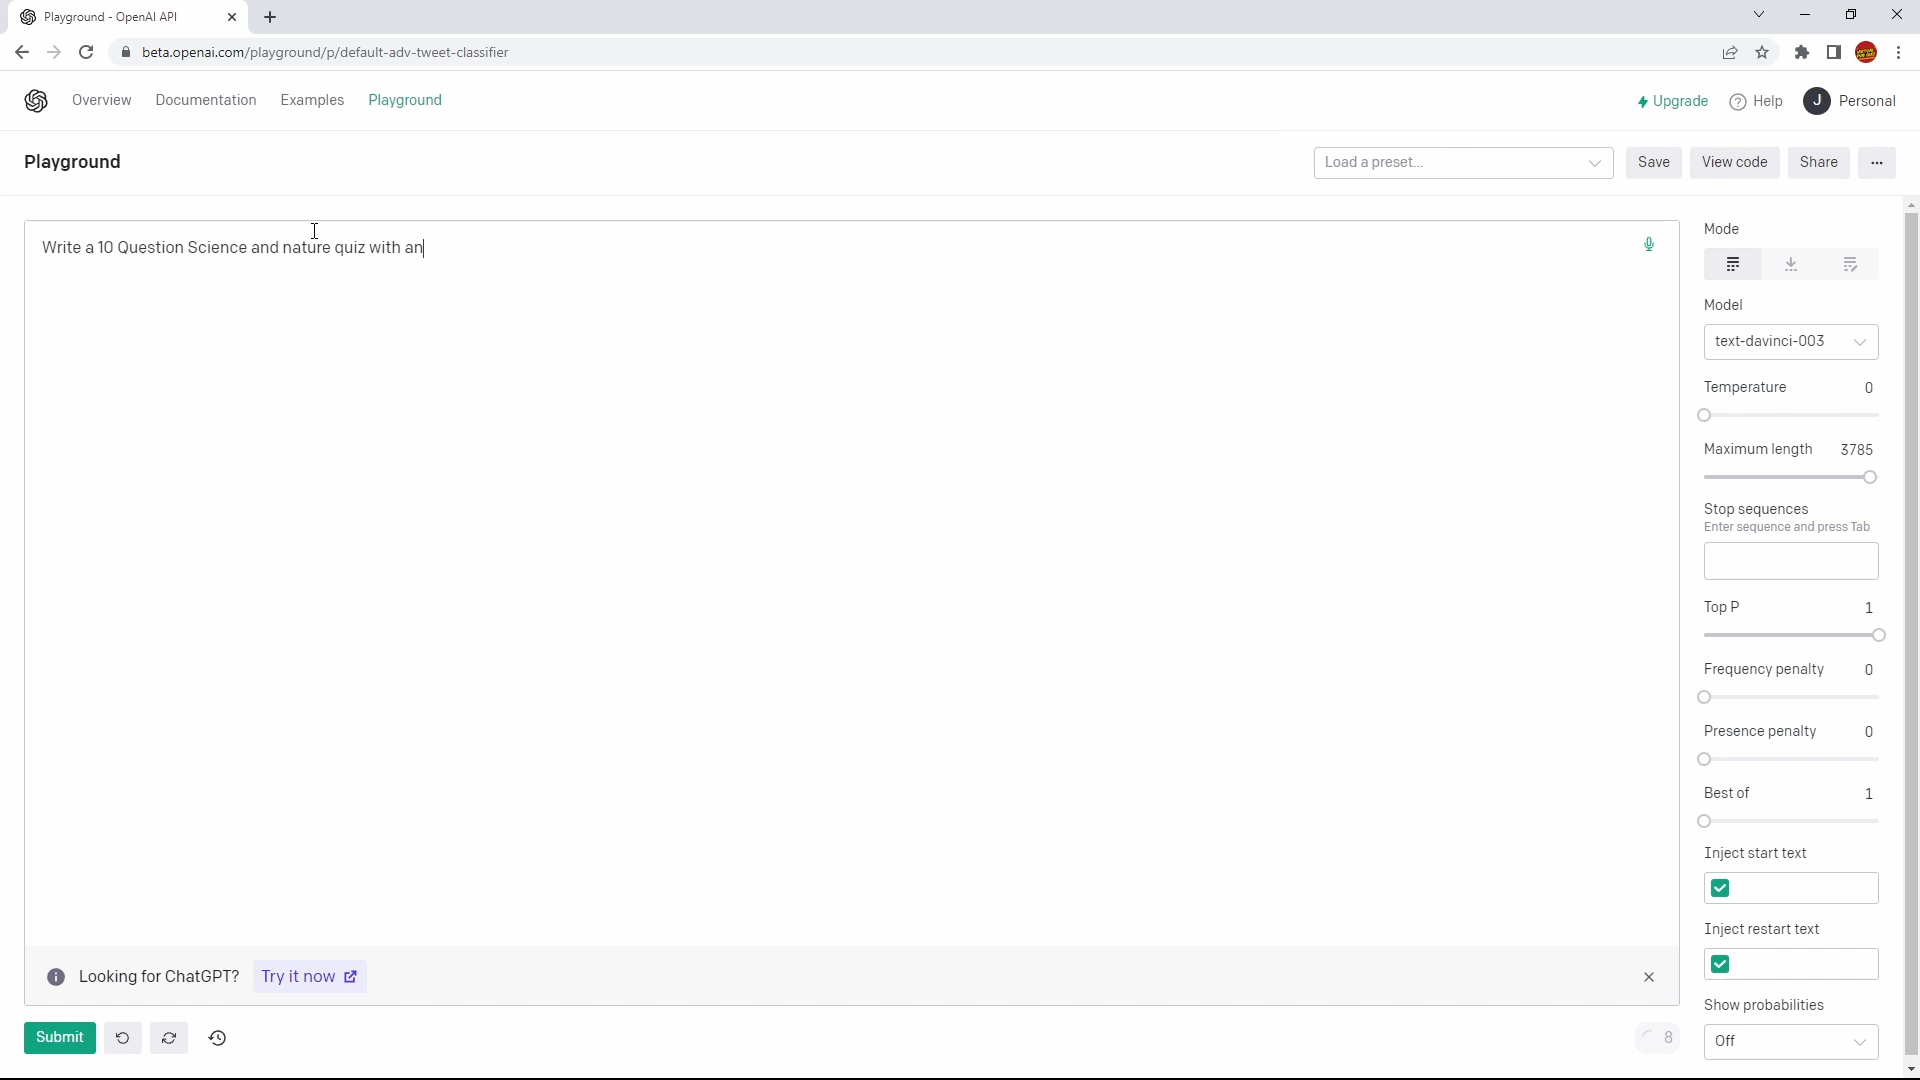 Playground - OpenAI API
beta.openai.com/playground/p/default-adv-tweet-classifier
Overview Documentation Examples Playground
Upgrade Help J Personal
Playground
Load a preset... Save View code Share ...
Write a 10 Question Science and nature quiz with an
Looking for ChatGPT? Try it now
Submit
8
Mode
Model
text-davinci-003
Temperature 0
Maximum length 3785
Stop sequences
Enter sequence and press Tab
Top P 1
Frequency penalty 0
Presence penalty 0
Best of 1
Inject start text
Inject restart text
Show probabilities
Off